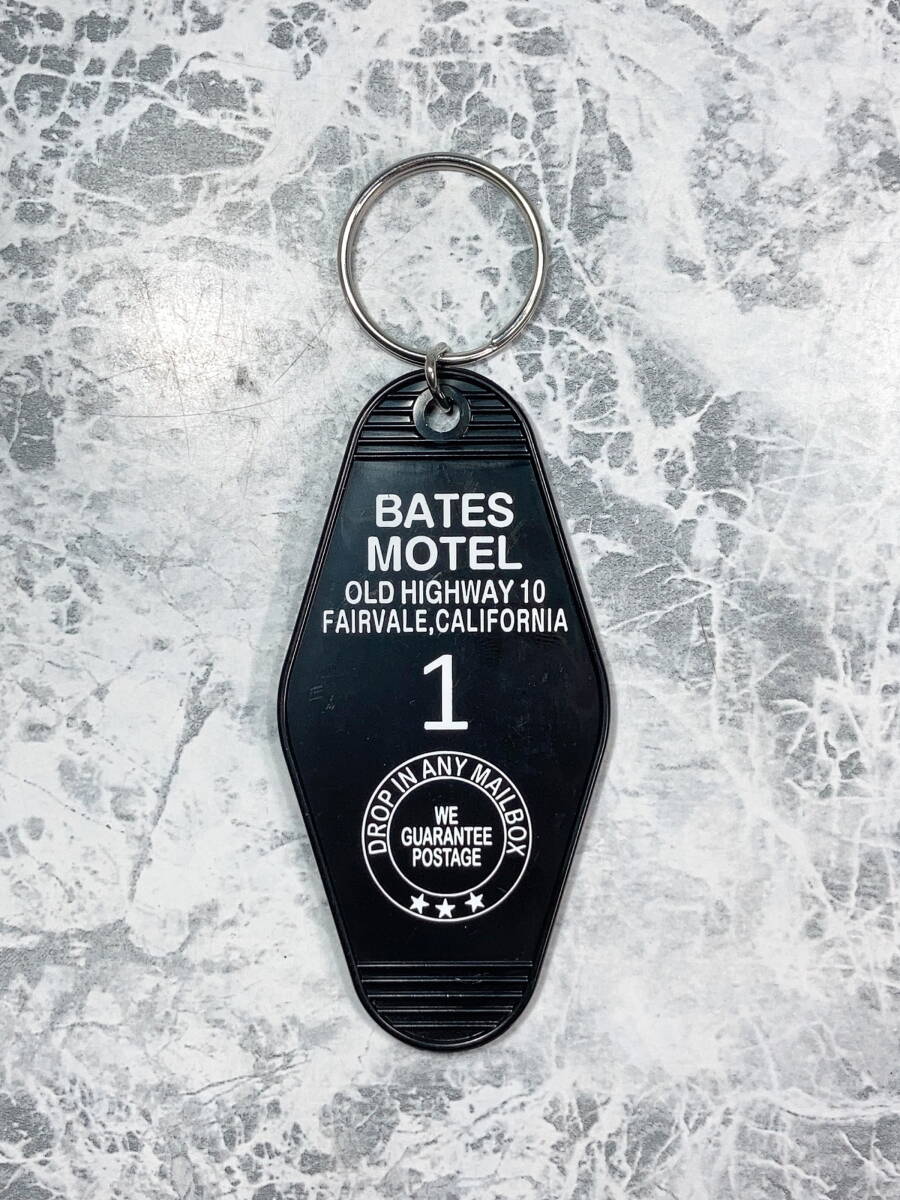 BATES
MOTEL
OLD HIGHWAY 10
FAIRVALE,CALIFORNIA
1
DROP IN ANY MAILBOX
WE
GUARANTEE
POSTAGE